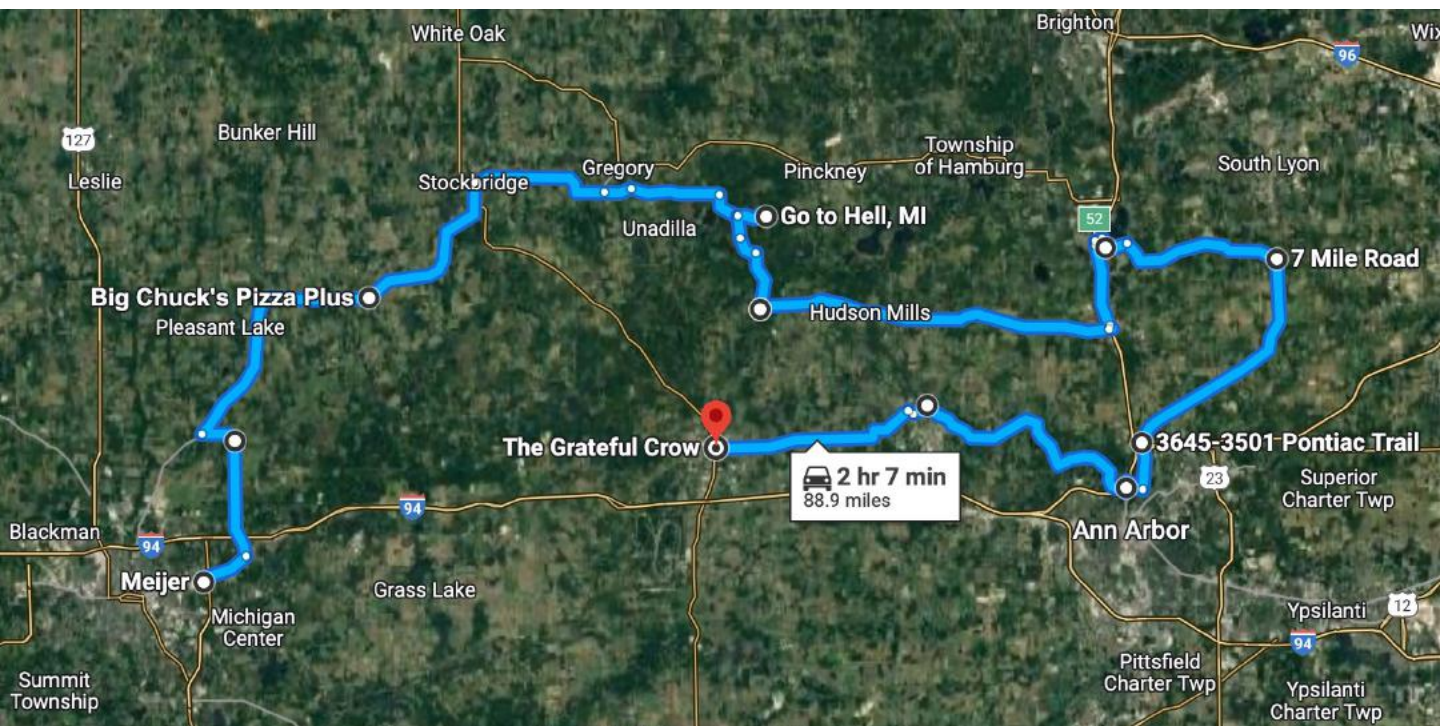 White Oak
Brighton
96
127
Bunker Hill
Leslie
Township
of Hamburg
Gregory
Pinckney
South Lyon
Stockbridge
Go to Hell, MI
52
Unadilla
7 Mile Road
Big Chuck's Pizza Plus
Pleasant Lake
Hudson Mills
The Grateful Crow
3645-3501 Pontiac Trail
2 hr 7 min
88.9 miles
23
Superior
Charter Twp
94
Blackman
94
Ann Arbor
Meijer
Grass Lake
Michigan
Center
Ypsilanti
12
94
Summit
Township
Pittsfield
Charter Twp
Ypsilanti
Charter Twp